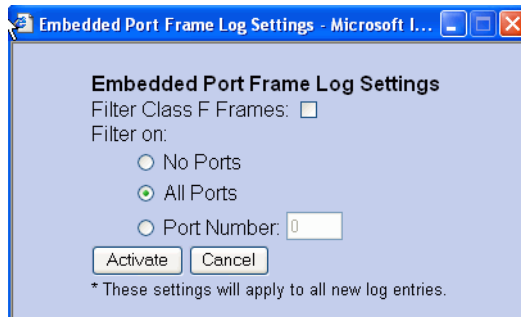 Embedded Port Frame Log Settings - Microsoft I...
Embedded Port Frame Log Settings
Filter Class F Frames:
Filter on:
No Ports
All Ports
Port Number: 0
Activate Cancel
* These settings will apply to all new log entries.